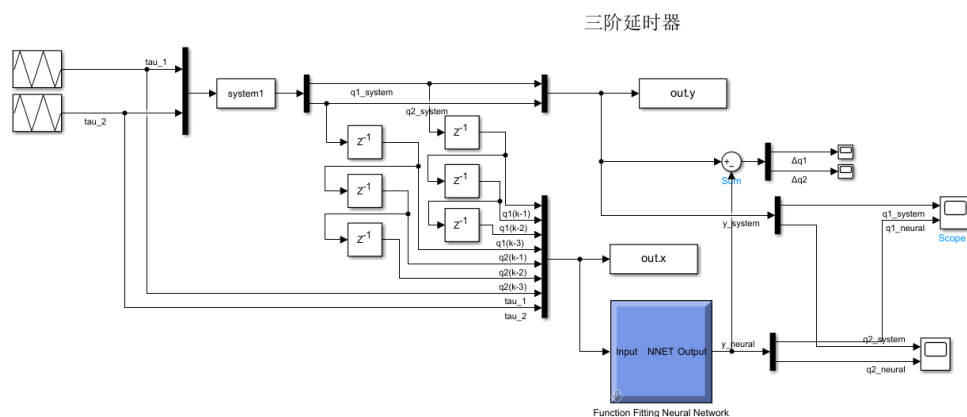 三阶延时器
tau_1
tau_2
system1
q1_system
q2_system
out.y
Z-1
Z-1
Z-1
Z-1
Z-1
Z-1
+
-
Sum
Δq1
Δq2
q1(k-1)
q1(k-2)
q1(k-3)
q2(k-1)
q2(k-2)
q2(k-3)
tau_1
tau_2
y_system
q1_system
q1_neural
Scope
out.x
Input
NNET Output
y_neural
q2_system
q2_neural
Function Fitting Neural Network